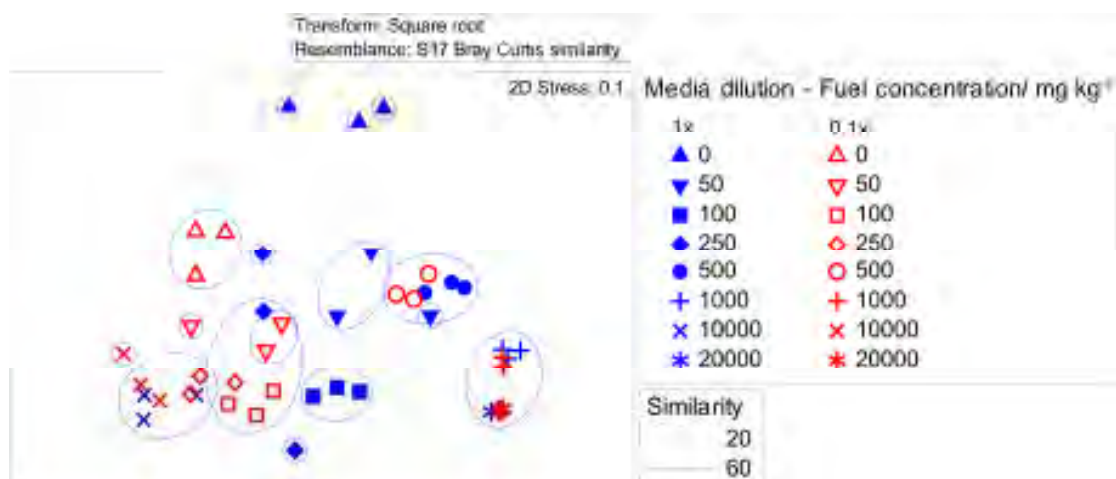 Transform: Square root
Resemblance: S17 Bray Curtis similarity
2D Stress: 0.1
Media dilution - Fuel concentration/ mg kg
1x 0.1x
0 0
50 50
100 100
250 250
500 500
1000 1000
10000 10000
20000 20000
Similarity
20
60